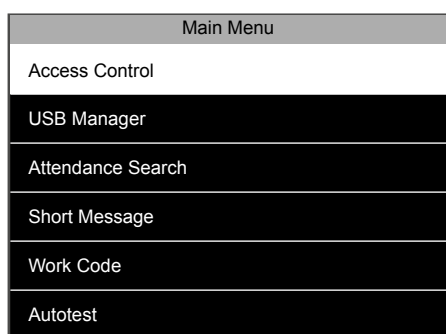 Main Menu
Access Control
USB Manager
Attendance Search
Short Message
Work Code
Autotest